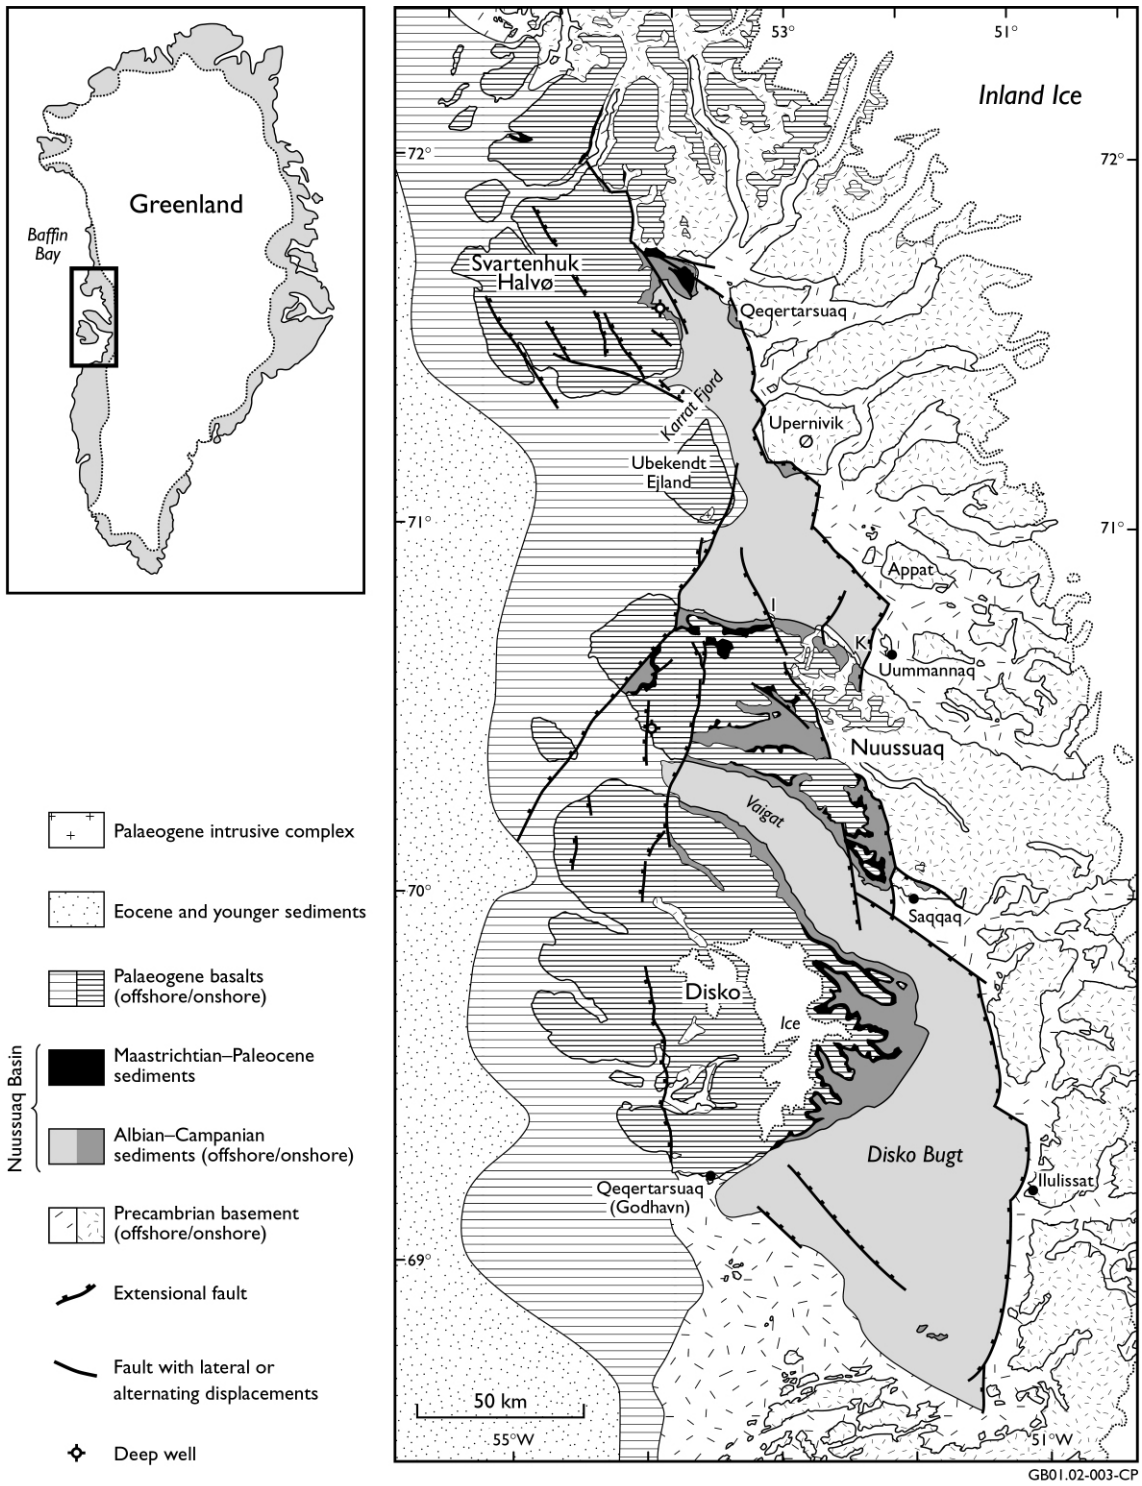 Greenland
Baffin
Bay
53°
51°
Inland Ice
72°
72°
Svartenhuk
Halvø
Qeqertarsuaq
Karrat Fjord
Upernivik
Ø
Ubekendt
Ejland
71°
71°
Appat
I
K
Uummannaq
Nuussuaq
Vaigat
70°
Saqqaq
Disko
Ice
Disko Bugt
Ilulissat
Qeqertarsuaq
(Godhavn)
69°
50 km
55°W
51°W
Palaeogene intrusive complex
Eocene and younger sediments
Palaeogene basalts
(offshore/onshore)
Nuussuaq Basin
Maastrichtian–Paleocene
sediments
Albian–Campanian
sediments (offshore/onshore)
Precambrian basement
(offshore/onshore)
Extensional fault
Fault with lateral or
alternating displacements
Deep well
GB01.02-003-CP